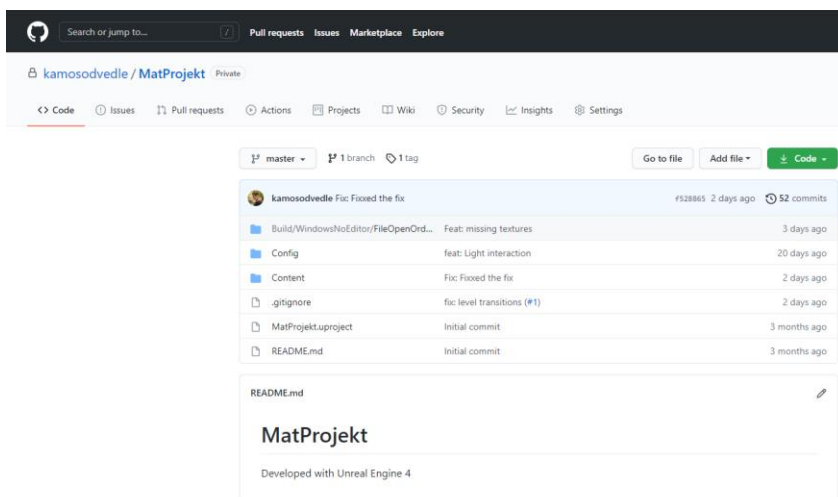 Search or jump to... /
Pull requests Issues Marketplace Explore
kamosodvedle / MatProjekt Private
<> Code Issues Pull requests Actions Projects Wiki Security Insights Settings
master 1 branch 1 tag Go to file Add file Code
kamosodvedle Fix: Fixxed the fix f528865 2 days ago 52 commits
Build/WindowsNoEditor/FileOpenOrd... Feat: missing textures 3 days ago
Config feat: Light interaction 20 days ago
Content Fix: Fixxed the fix 2 days ago
.gitignore fix: level transitions (#1) 2 days ago
MatProjekt.uproject Initial commit 3 months ago
README.md Initial commit 3 months ago
README.md
MatProjekt
Developed with Unreal Engine 4